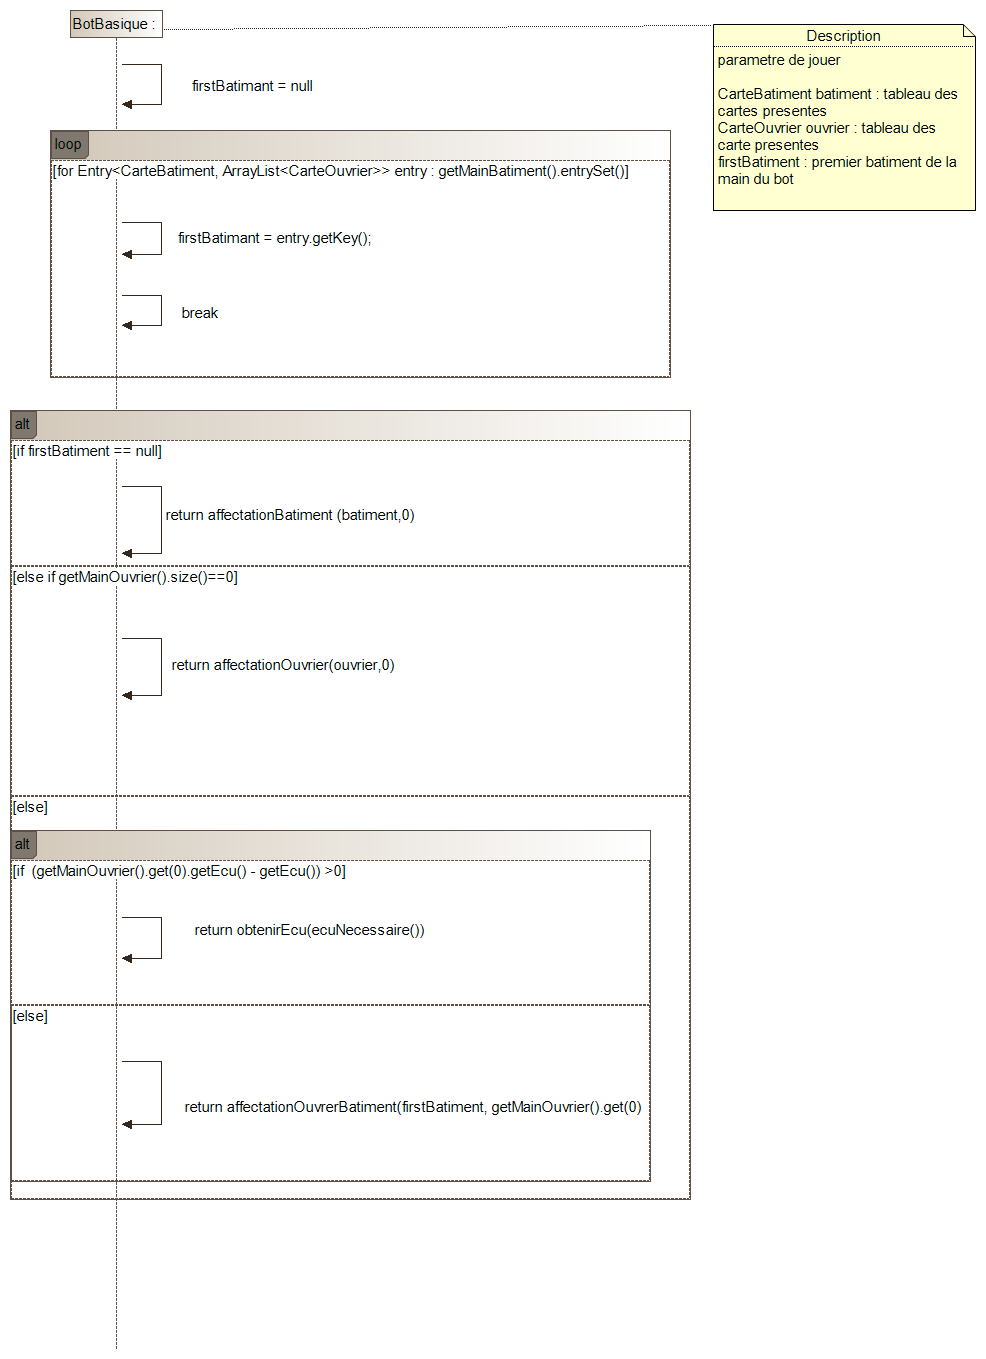 BotBasique :
Description
parametre de jouer
CarteBatiment batiment : tableau des
cartes presentes
CarteOuvrier ouvrier : tableau des
carte presentes
firstBatiment : premier batiment de la
main du bot
firstBatimant = null
loop
[for Entry<CarteBatiment, ArrayList<CarteOuvrier>> entry : getMainBatiment().entrySet()]
firstBatimant = entry.getKey();
break
alt
[if firstBatiment == null]
return affectationBatiment (batiment,0)
[else if getMainOuvrier().size()==0]
return affectationOuvrier(ouvrier,0)
[else]
alt
[if  (getMainOuvrier().get(0).getEcu() - getEcu()) >0]
return obtenirEcu(ecuNecessaire())
[else]
return affectationOuvrerBatiment(firstBatiment, getMainOuvrier().get(0)